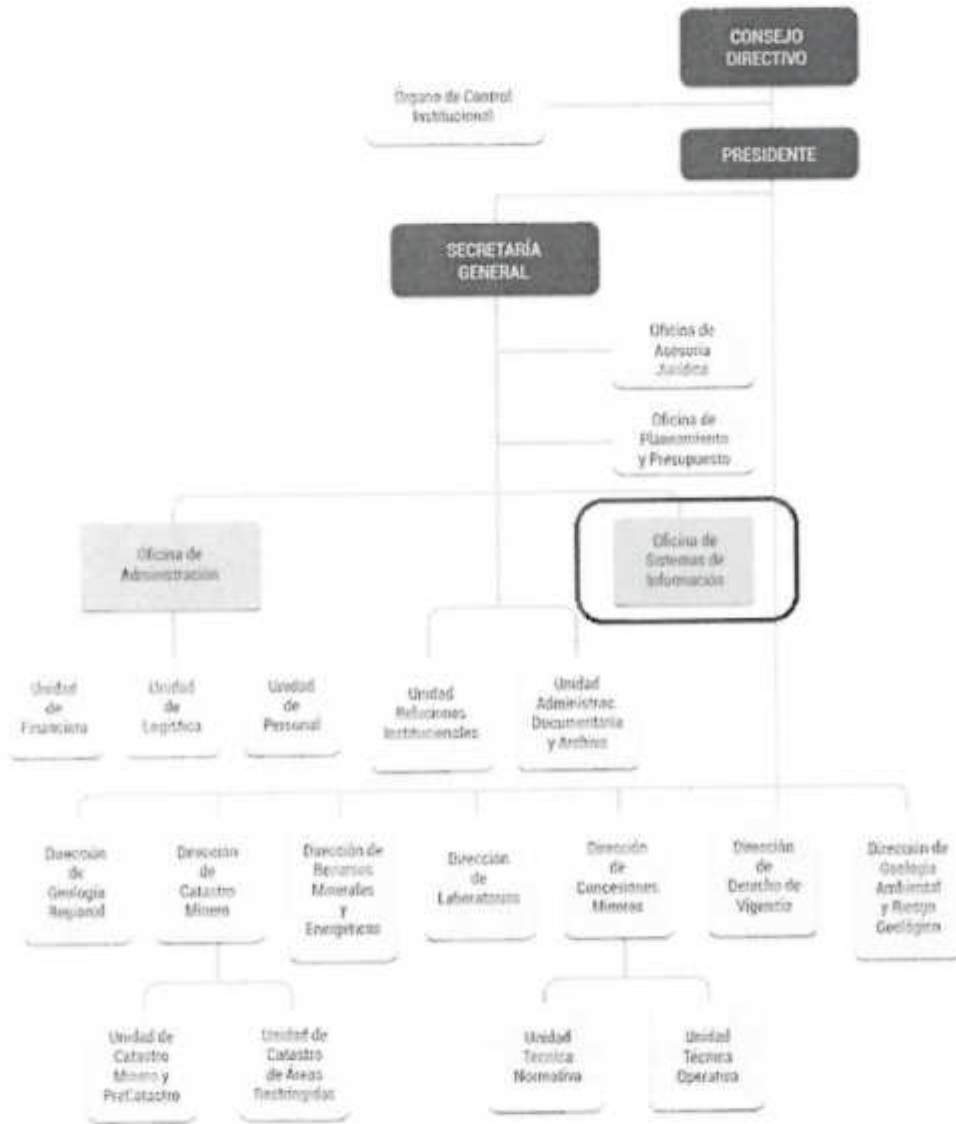 CONSEJO
DIRECTIVO
Órgano de Control
Institucional
PRESIDENTE
SECRETARÍA
GENERAL
Oficina de
Asesoría
Jurídica
Oficina de
Planeamiento
y Presupuesto
Oficina de
Administración
Oficina de
Sistemas de
Información
Unidad
de
Financiera
Unidad
de
Logística
Unidad
de
Personal
Unidad
Relaciones
Institucionales
Unidad
Administrac.
Documentaria
y Archivo
Dirección
de
Geología
Regional
Dirección
de
Catastro
Minero
Dirección de
Recursos
Minerales
y
Energéticos
Dirección
de
Laboratorios
Dirección
de
Concesiones
Mineras
Dirección
de
Derecho de
Vigencia
Dirección de
Geología
Ambiental
y Riesgo
Geológico
Unidad de
Catastro
Minero y
PreCatastro
Unidad de
Catastro
de Áreas
Restringidas
Unidad
Técnica
Normativa
Unidad
Técnica
Operativa